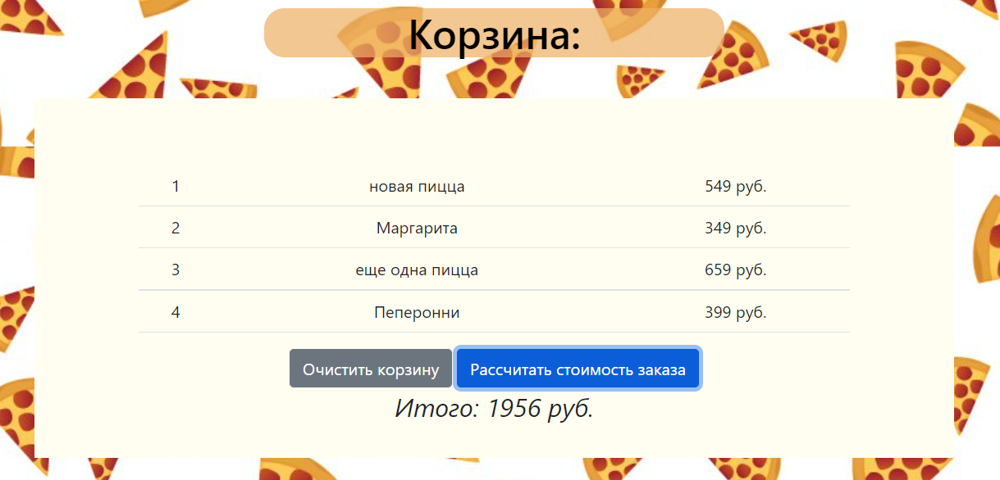 Корзина:
1 новая пицца 549 руб.
2 Маргарита 349 руб.
3 еще одна пицца 659 руб.
4 Пеперонни 399 руб.
Очистить корзину Рассчитать стоимость заказа
Итого: 1956 руб.